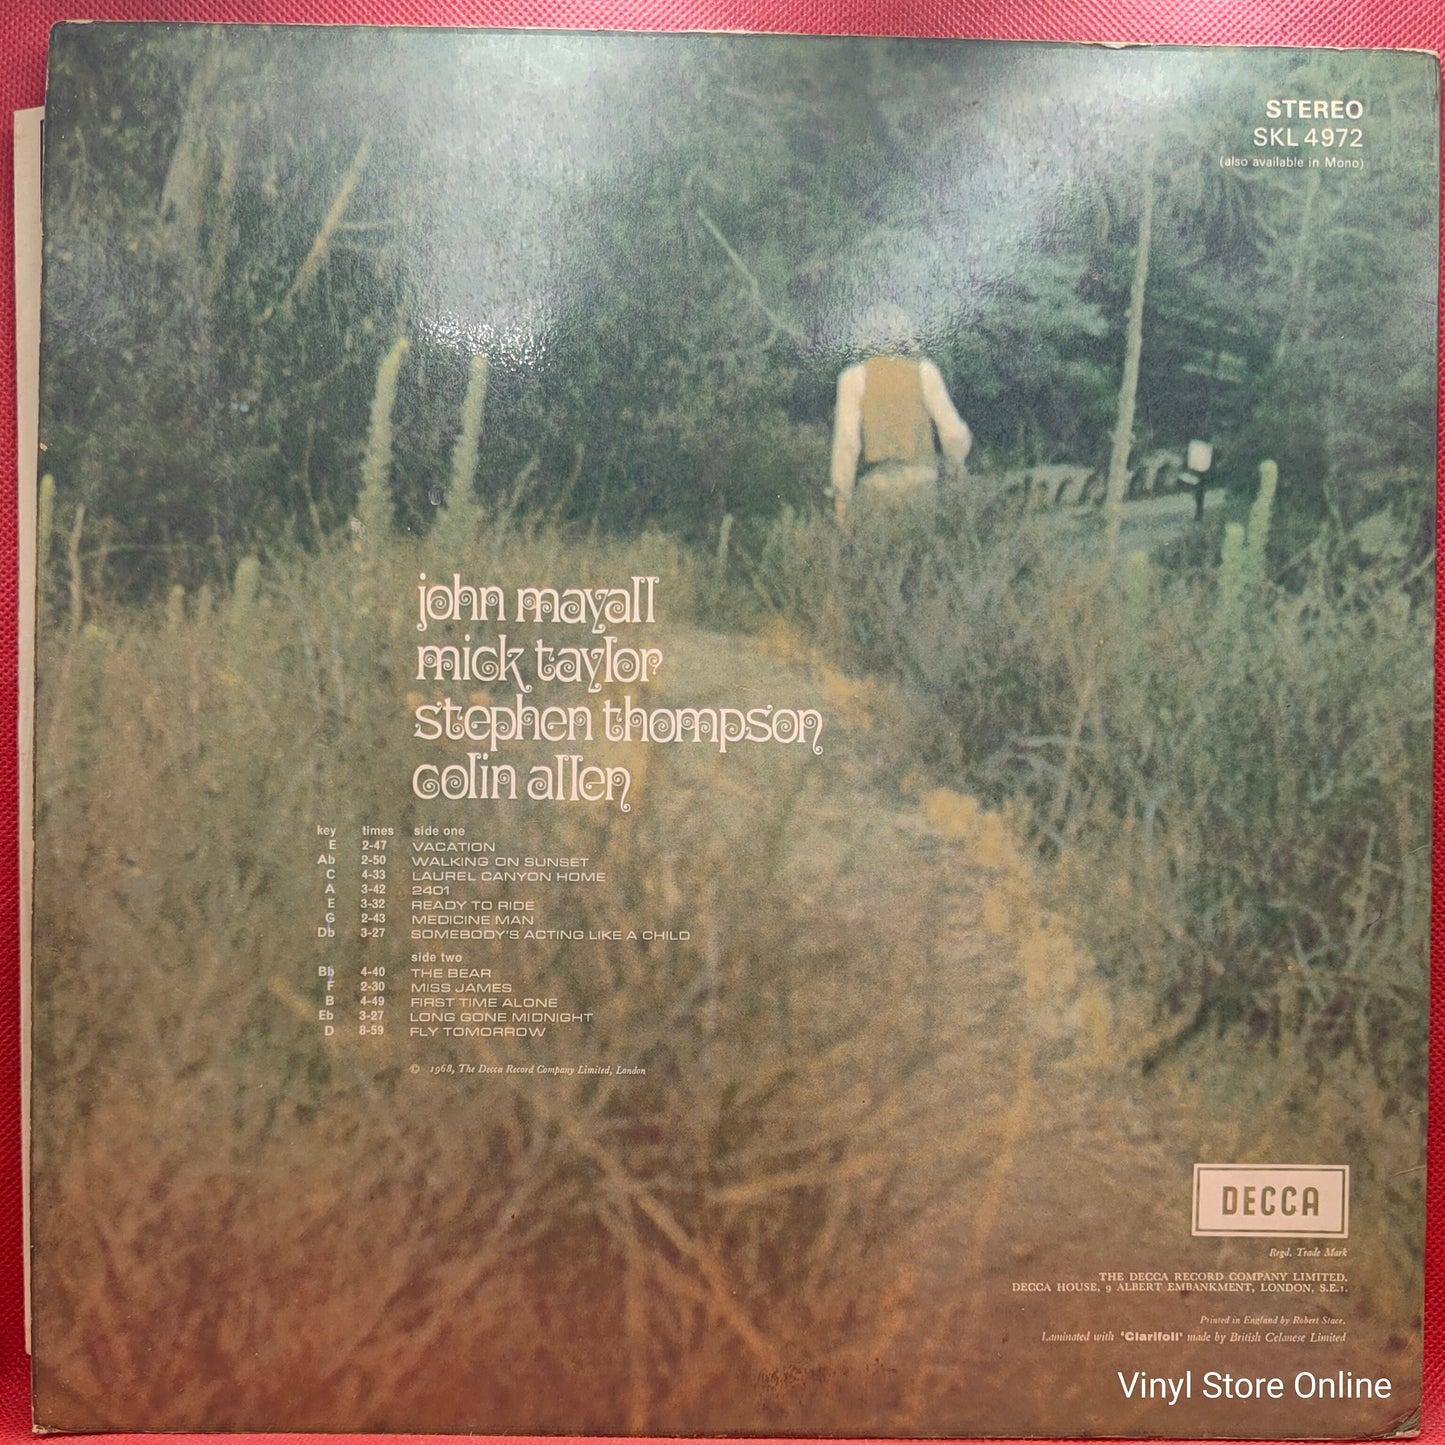 STEREO
SKL 4972
(also available in Mono)
john mayall
mick taylor
stephen thompson
colin allen
key times side one
E 2-47 VACATION
Ab 2-50 WALKING ON SUNSET
C 4-33 LAUREL CANYON HOME
A 3-42 2401
E 3-32 READY TO RIDE
G 2-43 MEDICINE MAN
Db 3-27 SOMEBODY'S ACTING LIKE A CHILD
side two
Bb 4-40 THE BEAR
F 2-30 MISS JAMES
B 4-49 FIRST TIME ALONE
Eb 3-27 LONG GONE MIDNIGHT
D 8-59 FLY TOMORROW
© 1968, The Decca Record Company Limited, London
DECCA
Regd. Trade Mark
THE DECCA RECORD COMPANY LIMITED.
DECCA HOUSE, 9 ALBERT EMBANKMENT, LONDON, S.E.1.
Printed in England by Robert Stace.
Laminated with 'Clarifoil' made by British Celanese Limited
Vinyl Store Online